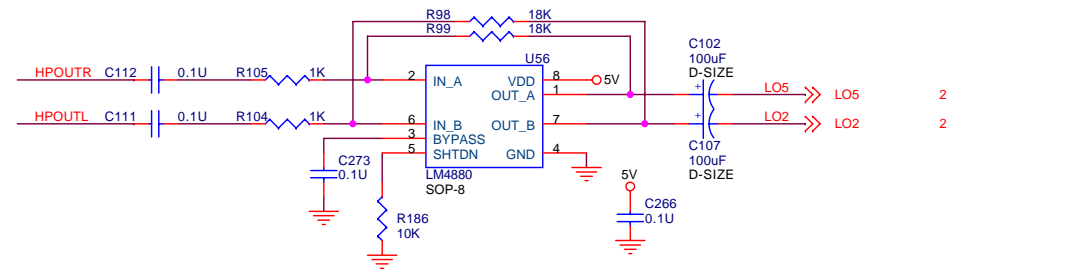 R98 18K
R99 18K
C102
100uF
D-SIZE
U56
HPOUTR C112 0.1U R105 1K 2 IN_A VDD 8 5V
OUT_A 1 LO5 LO5 2
HPOUTL C111 0.1U R104 1K 6 IN_B OUT_B 7 LO2 LO2 2
+
+
3 BYPASS
5 SHTDN GND 4
C107
100uF
D-SIZE
C273
0.1U
LM4880
SOP-8
5V
C266
0.1U
R186
10K